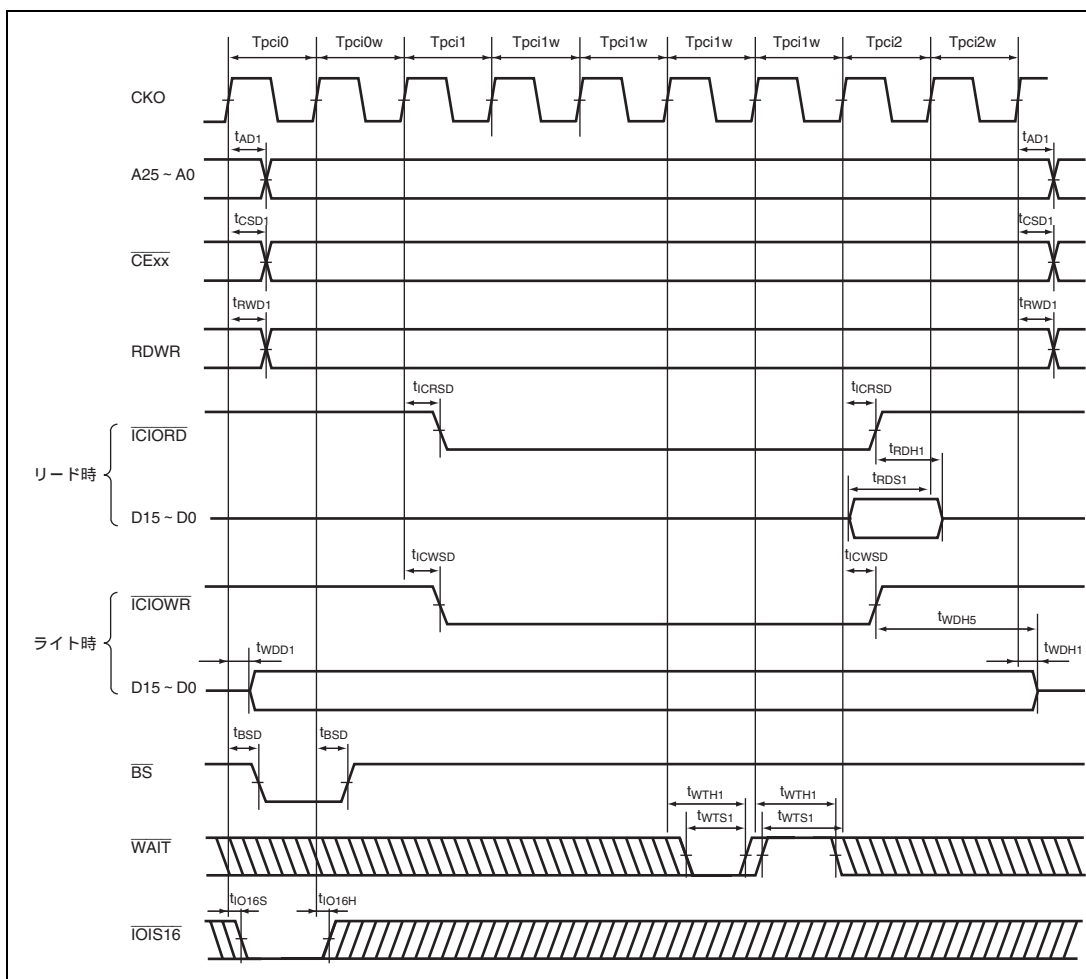 Tpci0 Tpci0w Tpci1 Tpci1w Tpci1w Tpci1w Tpci1w Tpci2 Tpci2w
CKO
tAD1 tAD1
A25 ~ A0
tCSD1 tCSD1
CExx
tRWD1 tRWD1
RDWR
tICRSD tICRSD
ICIORD
tRDH1
リード時
tRDS1
D15 ~ D0
tICWSD tICWSD
ICIOWR
tWDH5
ライト時
tWDD1 tWDH1
D15 ~ D0
tBSD tBSD
BS
tWTH1 tWTH1
tWTS1 tWTS1
WAIT
tIO16S tIO16H
IOIS16